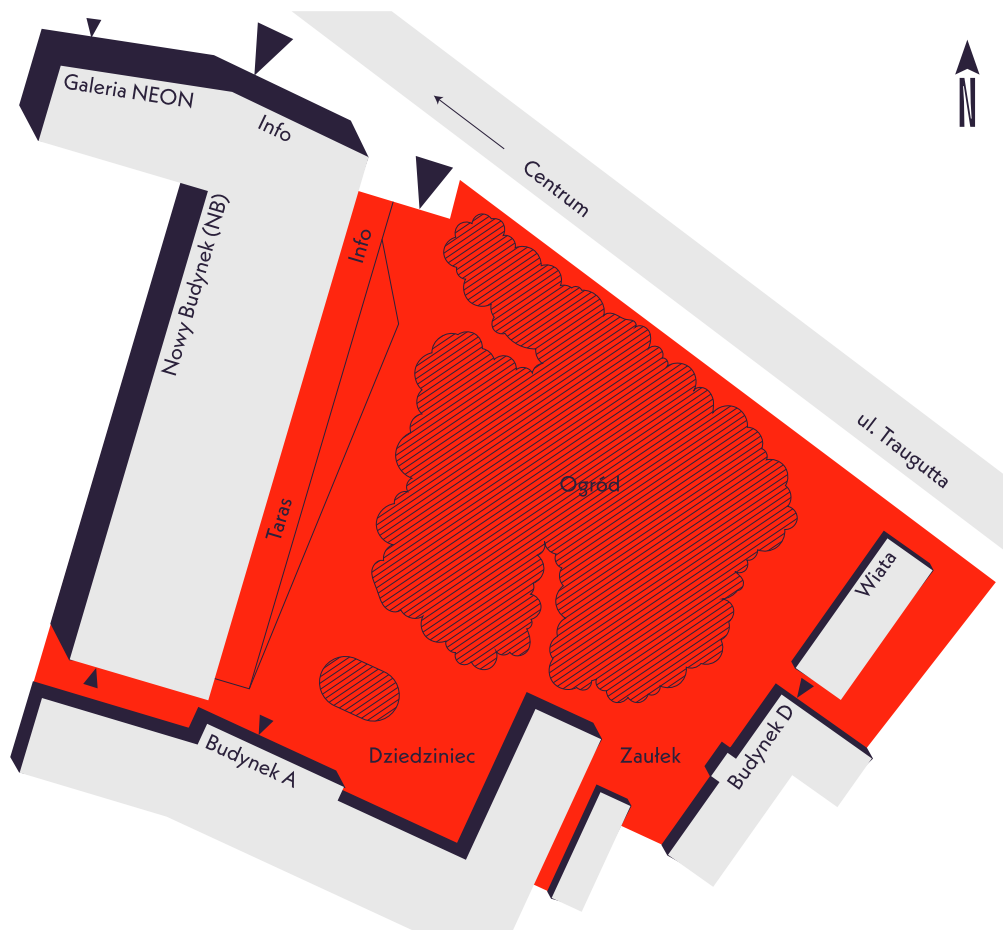 Galeria NEON
Info
N
Centrum
Nowy Budynek (NB)
Info
ul. Traugutta
Ogród
Taras
Wiata
Budynek A
Dziedziniec
Zaułek
Budynek D